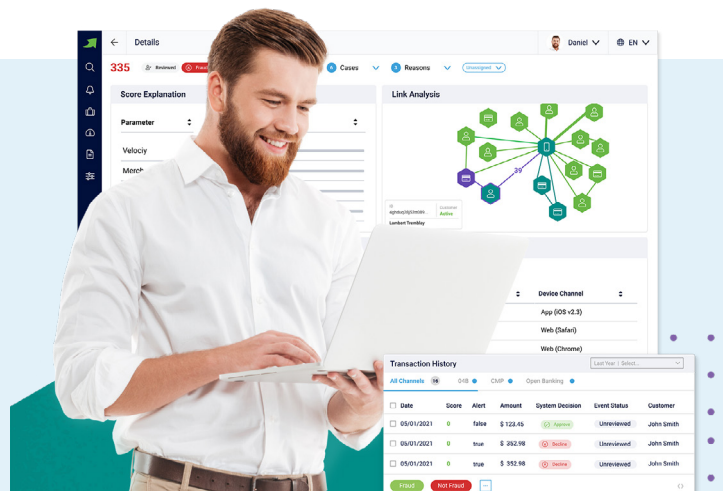 Details
Daniel
EN
335
Reviewed
Fraud
6 Cases
3 Reasons
Unassigned
Score Explanation
Link Analysis
Parameter
Velociy
Merch
39
Customer
Active
Lambert Tremblay
Device Channel
App (iOS v2.3)
Web (Safari)
Web (Chrome)
Transaction History
Last Year | Select...
All Channels 16 CMP Open Banking
Date Score Alert Amount System Decision Event Status Customer
05/01/2021 0 false $ 123.45 Approve Unreviewed John Smith
05/01/2021 0 true $ 352.98 Decline Unreviewed John Smith
05/01/2021 0 true $ 352.98 Decline Unreviewed John Smith
Fraud Not Fraud